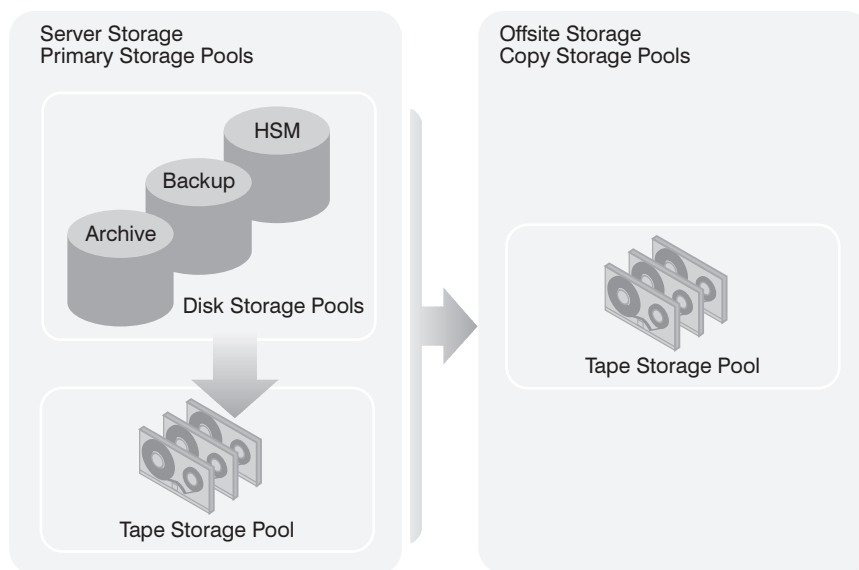 Server Storage
Primary Storage Pools
HSM
Backup
Archive
Disk Storage Pools
Tape Storage Pool
Offsite Storage
Copy Storage Pools
Tape Storage Pool